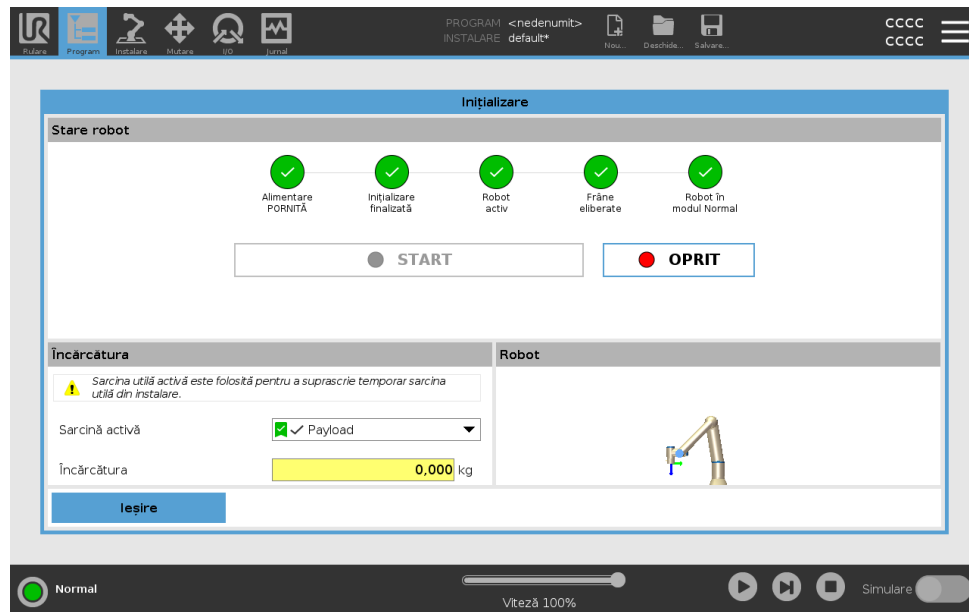 PROGRAM <nedenumit>
INSTALARE default*
Rulare Program Instalare Mutare I/O Jurnal Nou... Deschide... Salvare...
CCCC
CCCC
Inițializare
Stare robot
Alimentare PORNITĂ
Inițializare finalizată
Robot activ
Frâne eliberate
Robot în modul Normal
START
OPRIT
Încărcătura
Robot
Sarcina utilă activă este folosită pentru a suprascrie temporar sarcina
utilă din instalare.
Sarcină activă Payload
Încărcătura 0,000 kg
Ieșire
Normal
Viteză 100%
Simulare